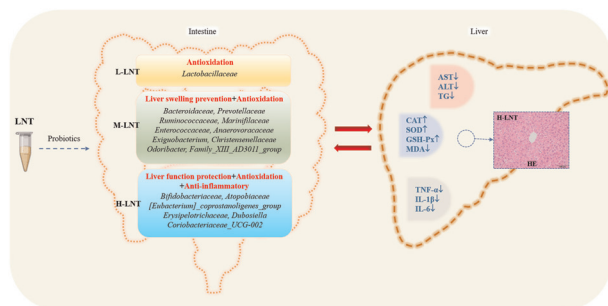 Intestine
Liver
L-LNT
Antioxidation
Lactobacillaceae
LNT
Probiotics
M-LNT
Liver swelling prevention+Antioxidation
Bacteroidaceae, Prevotellaceae
Ruminococcaceae, Marinifilaceae
Enterococcaceae, Anaerovoracaceae
Exiguobacterium, Christensenellaceae
Odoribacter, Family_XIII_AD3011_group
H-LNT
Liver function protection+Antioxidation
+Anti-inflammatory
Bifidobacteriaceae, Atopobiaceae
[Eubacterium]_coprostanoligenes_group
Erysipelotrichaceae, Dubosiella
Coriobacteriaceae_UCG-002
AST↓
ALT↓
TG↓
CAT↑
SOD↑
GSH-Px↑
MDA↓
TNF-α↓
IL-1β↓
IL-6↓
H-LNT
HE